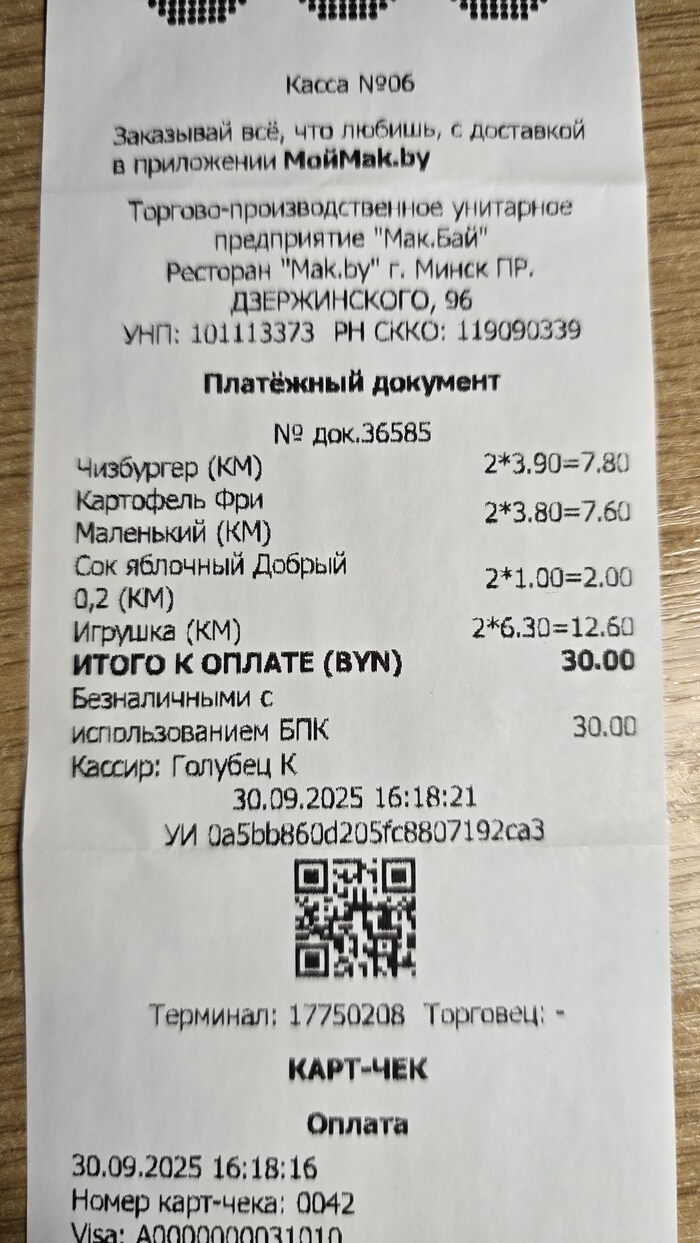 Касса №06
Заказывай всё, что любишь, с доставкой
в приложении МойMak.by
Торгово-производственное унитарное
предприятие "Мак.Бай"
Ресторан "Mak.by" г. Минск ПР.
ДЗЕРЖИНСКОГО, 96
УНП: 101113373 РН СККО: 119090339
Платёжный документ
№ док.36585
Чизбургер (КМ) 2*3.90=7.80
Картофель Фри
Маленький (КМ) 2*3.80=7.60
Сок яблочный Добрый
0,2 (КМ) 2*1.00=2.00
Игрушка (КМ) 2*6.30=12.60
ИТОГО К ОПЛАТЕ (BYN) 30.00
Безналичными с
использованием БПК 30.00
Кассир: Голубец К
30.09.2025 16:18:21
УИ 0a5bb860d205fc8807192ca3
Терминал: 17750208 Торговец: -
КАРТ-ЧЕК
Оплата
30.09.2025 16:18:16
Номер карт-чека: 0042
Visa: A0000000031010